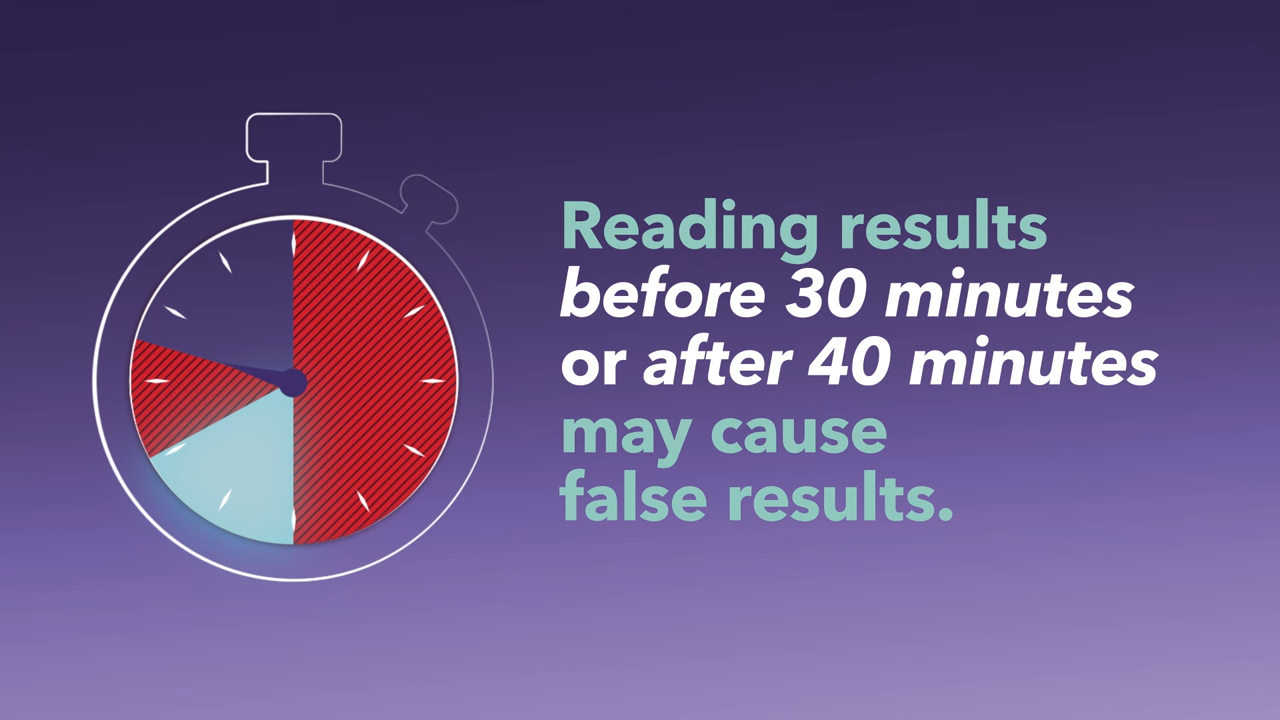 Reading results
before 30 minutes
or after 40 minutes
may cause
false results.